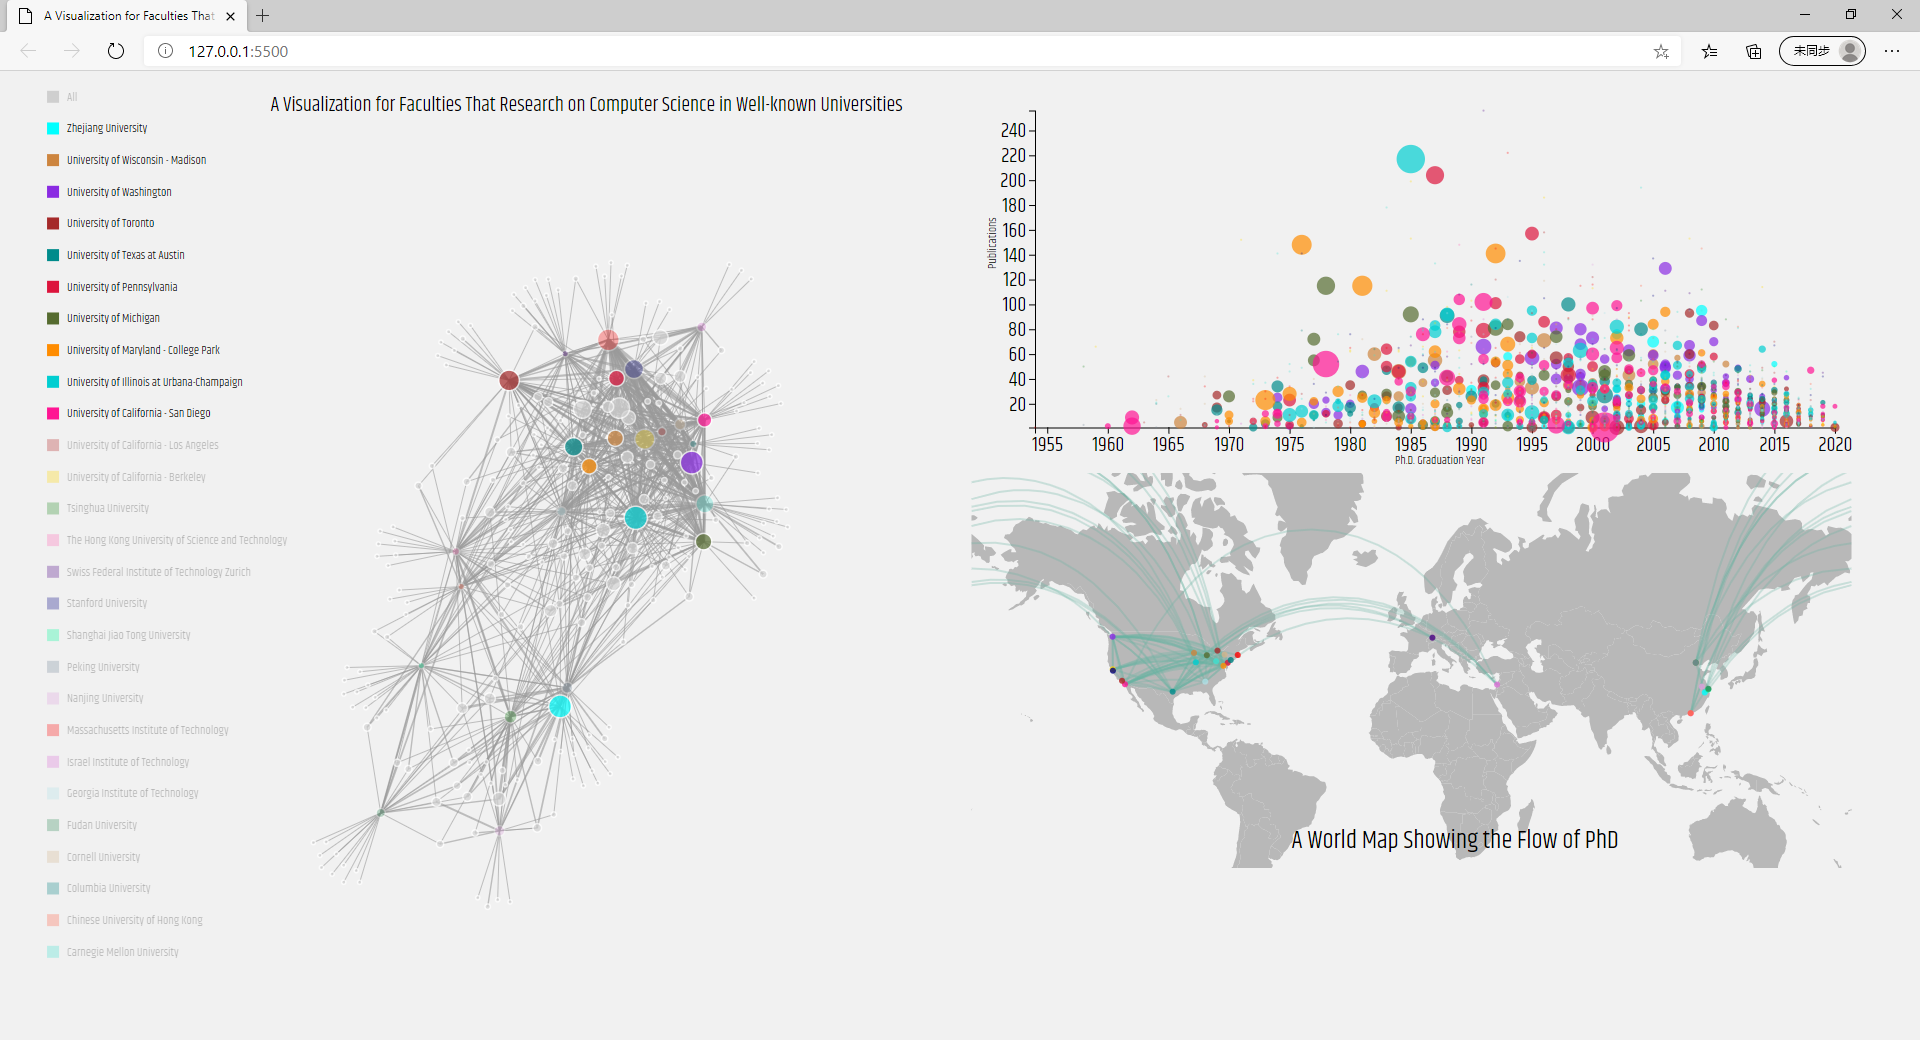 A Visualization for Faculties That
127.0.0.1:5500
未同步
All
Zhejiang University
University of Wisconsin - Madison
University of Washington
University of Toronto
University of Texas at Austin
University of Pennsylvania
University of Michigan
University of Maryland - College Park
University of Illinois at Urbana-Champaign
University of California - San Diego
University of California - Los Angeles
University of California - Berkeley
Tsinghua University
The Hong Kong University of Science and Technology
Swiss Federal Institute of Technology Zurich
Stanford University
Shanghai Jiao Tong University
Peking University
Nanjing University
Massachusetts Institute of Technology
Israel Institute of Technology
Georgia Institute of Technology
Fudan University
Cornell University
Columbia University
Chinese University of Hong Kong
Carnegie Mellon University
A Visualization for Faculties That Research on Computer Science in Well-known Universities
240
220
200
180
160
140
120
100
80
60
40
20
Publications
1955 1960 1965 1970 1975 1980 1985 1990 1995 2000 2005 2010 2015 2020
Ph.D. Graduation Year
A World Map Showing the Flow of PhD